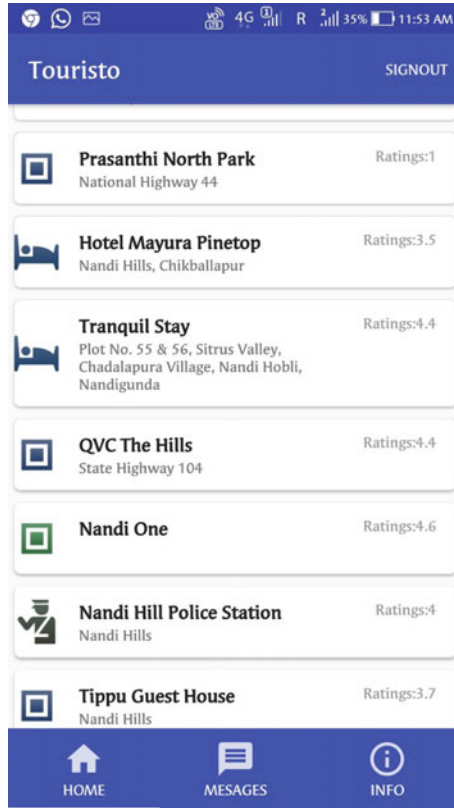 4G 1 R 2 35% 11:53 AM
Touristo SIGNOUT
Prasanthi North Park Ratings:1
National Highway 44
Hotel Mayura Pinetop Ratings:3.5
Nandi Hills, Chikballapur
Tranquil Stay Ratings:4.4
Plot No. 55 & 56, Sitrus Valley,
Chadalapura Village, Nandi Hobli,
Nandigunda
QVC The Hills Ratings:4.4
State Highway 104
Nandi One Ratings:4.6
Nandi Hill Police Station Ratings:4
Nandi Hills
Tippu Guest House Ratings:3.7
Nandi Hills
HOME MESAGES INFO